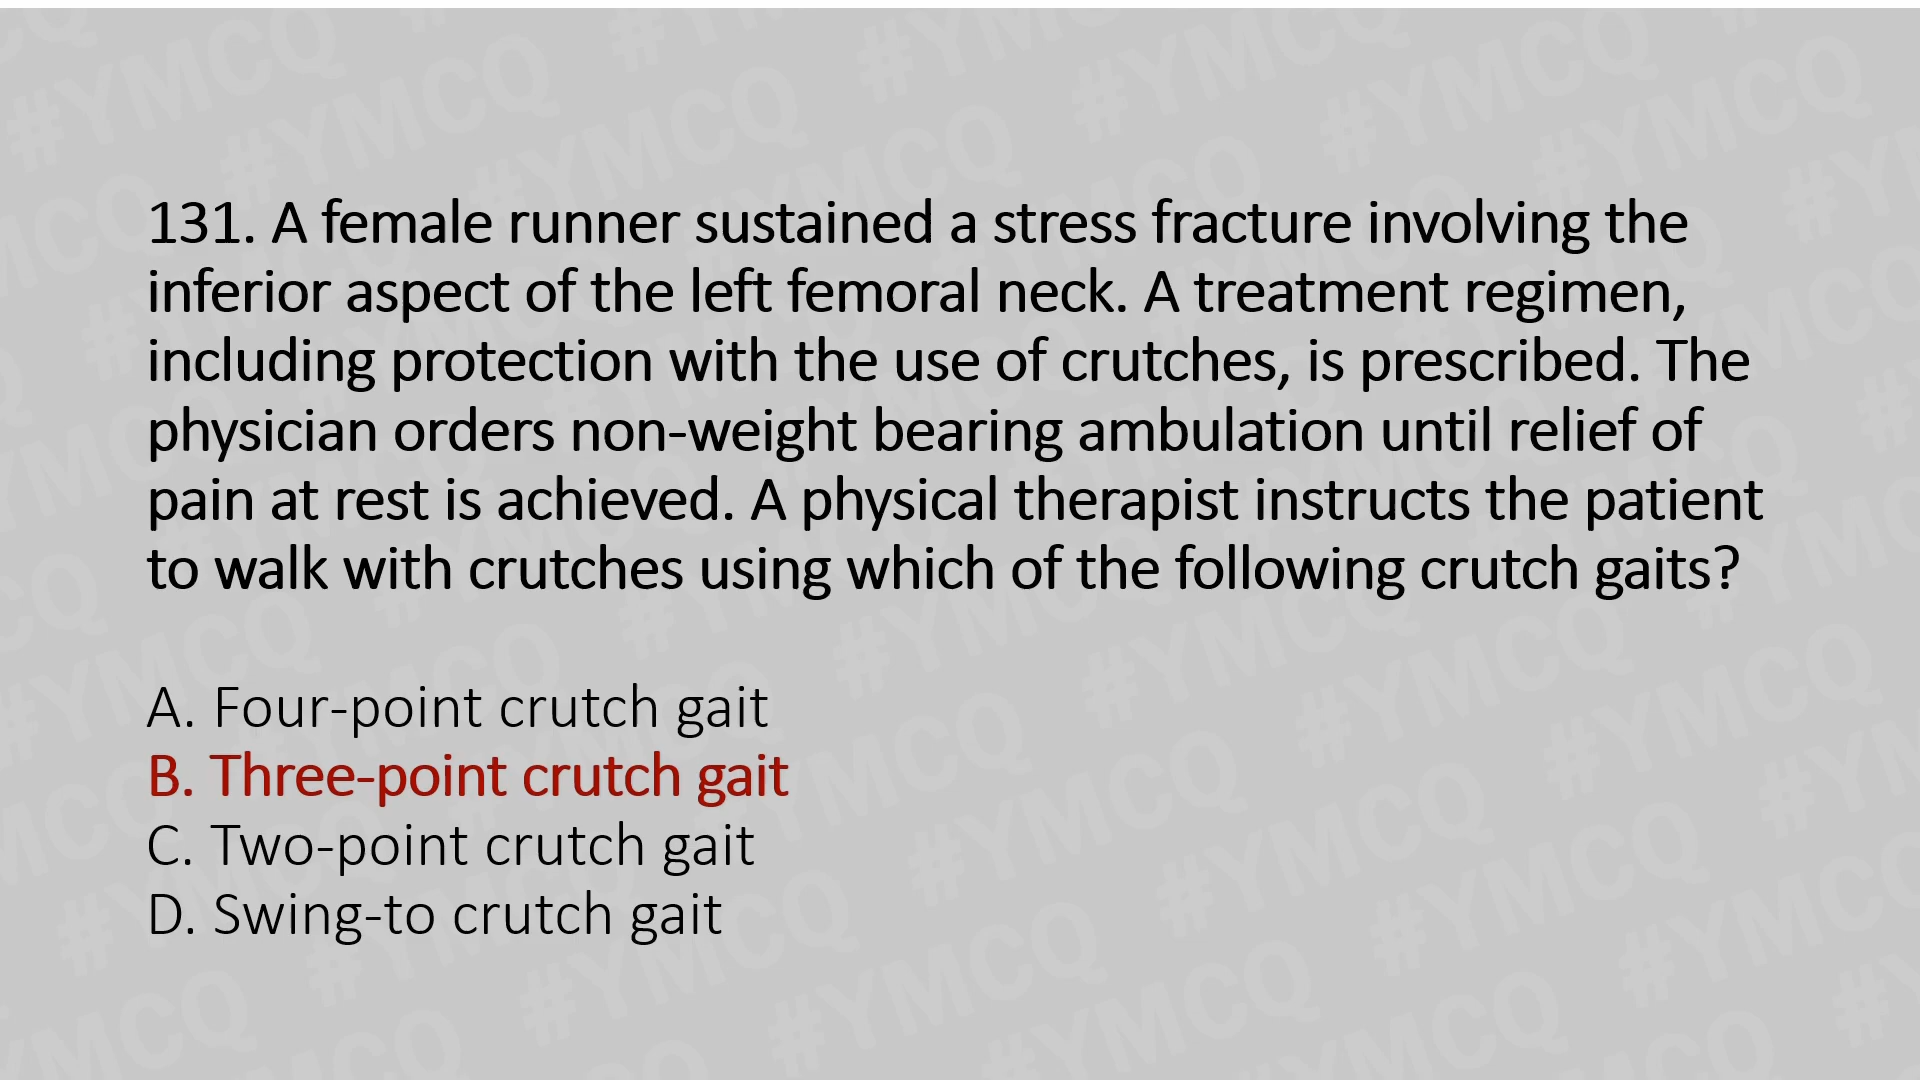 131. A female runner sustained a stress fracture involving the
inferior aspect of the left femoral neck. A treatment regimen,
including protection with the use of crutches, is prescribed. The
physician orders non-weight bearing ambulation until relief of
pain at rest is achieved. A physical therapist instructs the patient
to walk with crutches using which of the following crutch gaits?
A. Four-point crutch gait
B. Three-point crutch gait
C. Two-point crutch gait
D. Swing-to crutch gait
#YMCQ